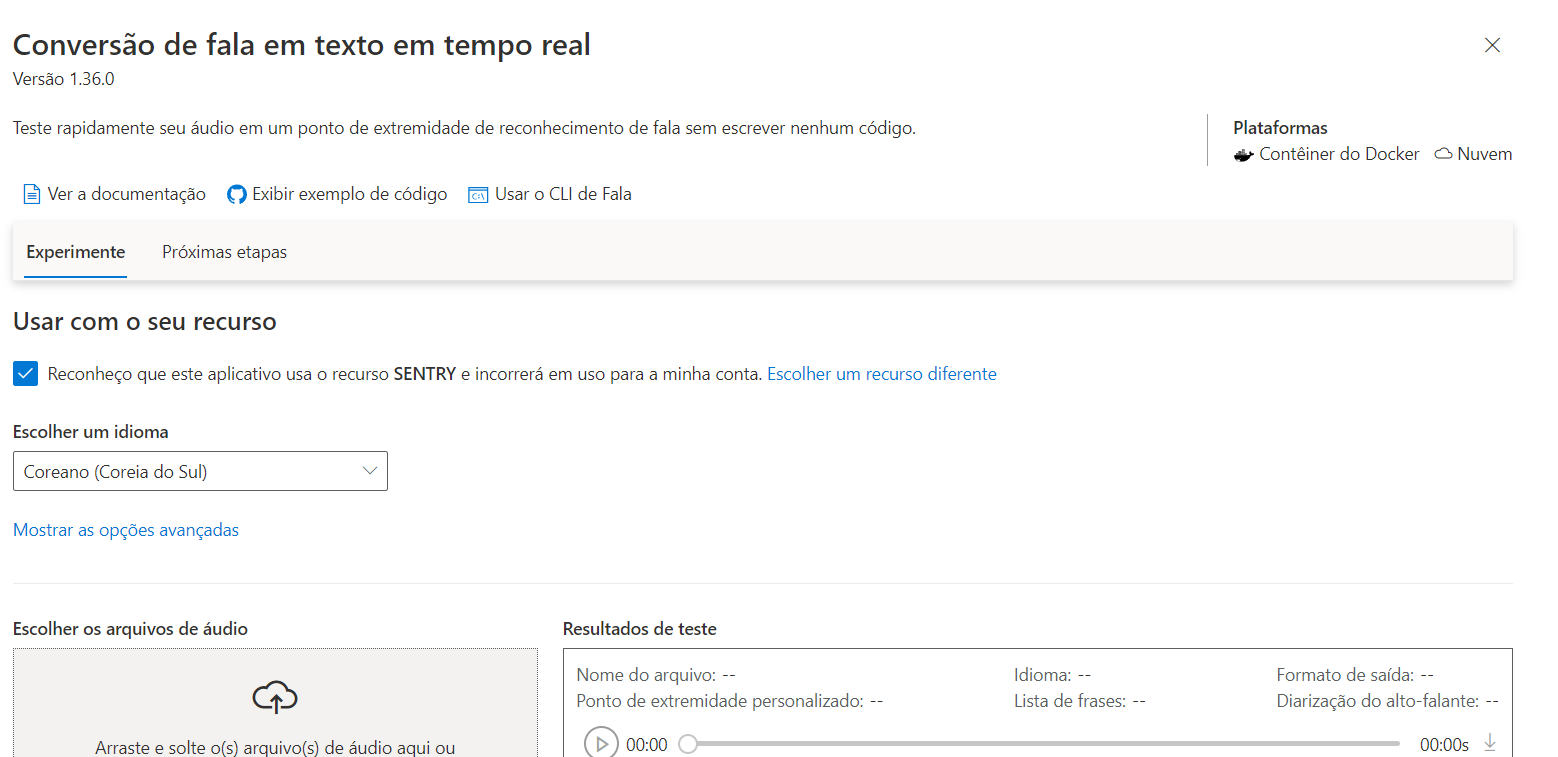 Conversão de fala em texto em tempo real
Versão 1.36.0
Teste rapidamente seu áudio em um ponto de extremidade de reconhecimento de fala sem escrever nenhum código.
Plataformas
Contêiner do Docker Nuvem
Ver a documentação Exibir exemplo de código Usar o CLI de Fala
Experimente Próximas etapas
Usar com o seu recurso
Reconheço que este aplicativo usa o recurso SENTRY e incorrerá em uso para a minha conta. Escolher um recurso diferente
Escolher um idioma
Coreano (Coreia do Sul)
Mostrar as opções avançadas
Escolher os arquivos de áudio
Arraste e solte o(s) arquivo(s) de áudio aqui ou
Resultados de teste
Nome do arquivo: -- Idioma: -- Formato de saída: --
Ponto de extremidade personalizado: -- Lista de frases: -- Diarização do alto-falante: --
00:00 00:00s